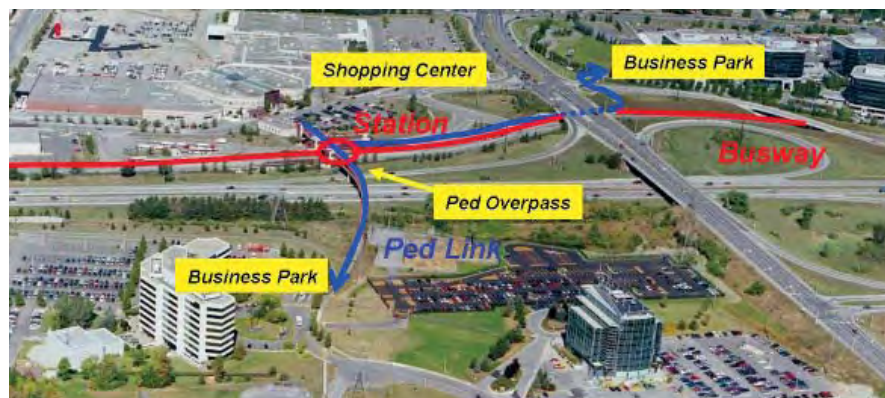 Shopping Center
Business Park
Station
Busway
Ped Overpass
Ped Link
Business Park